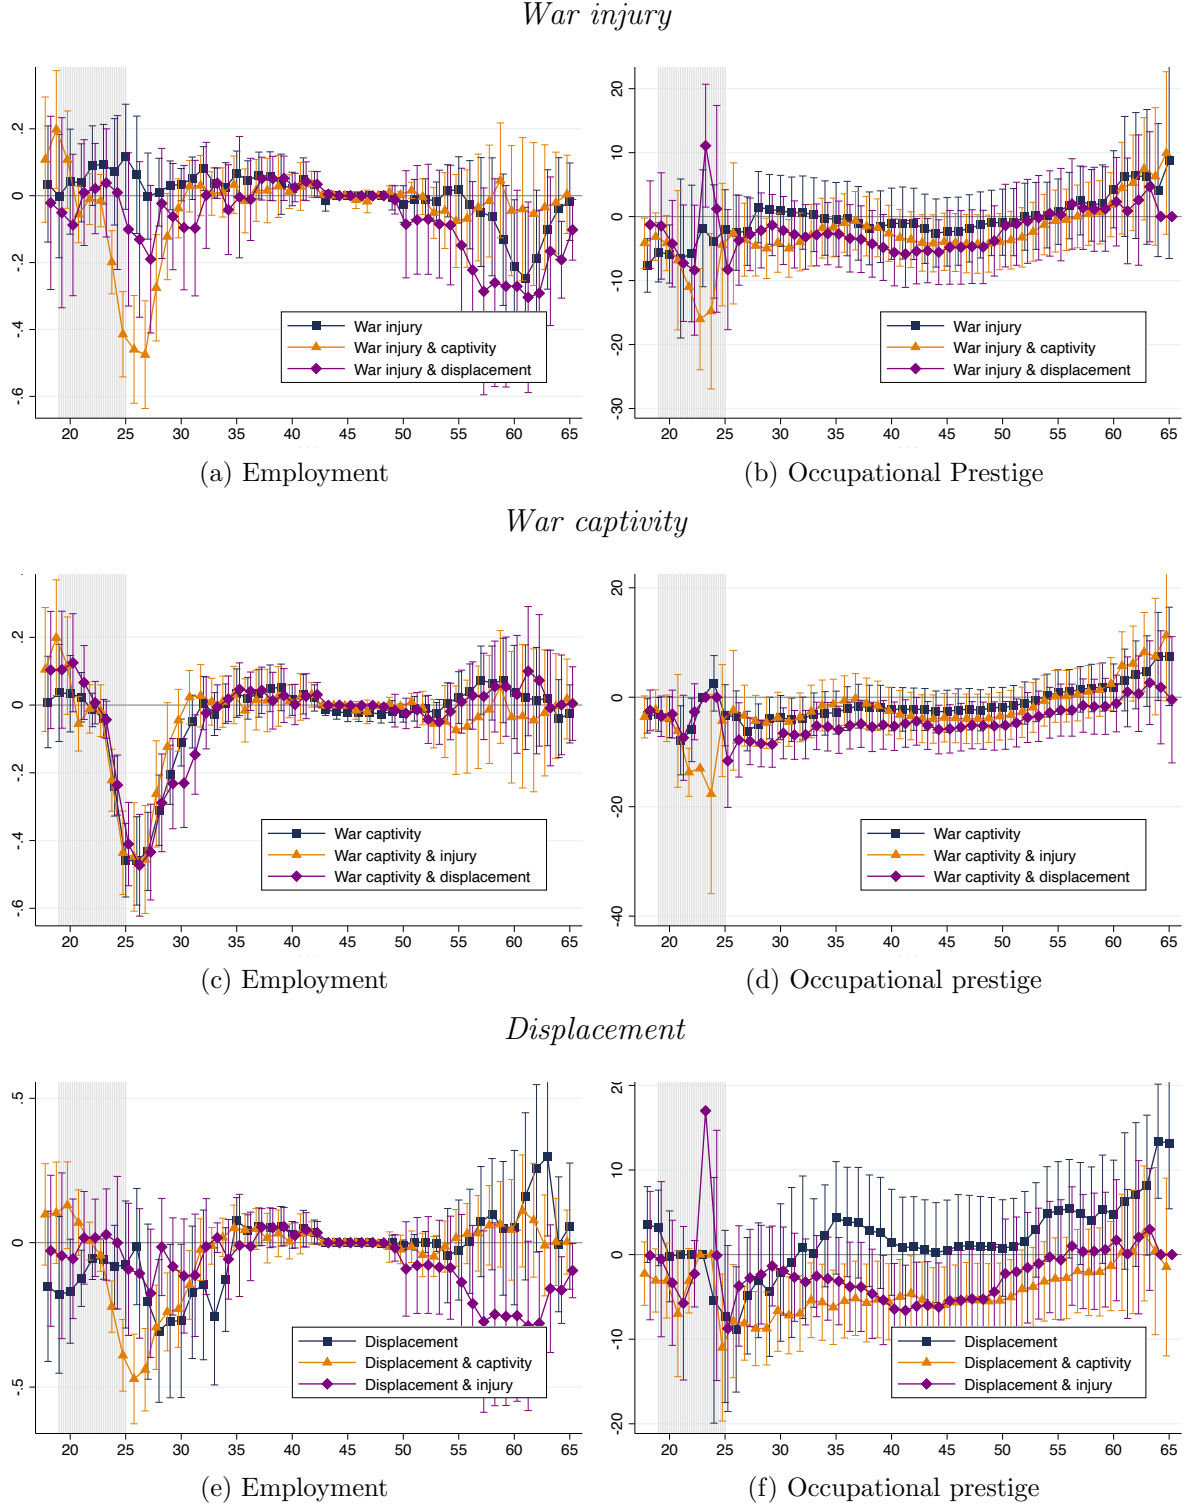 War injury
.2
0
-.2
-.4
-.6
War injury
War injury & captivity
War injury & displacement
20 25 30 35 40 45 50 55 60 65
(a) Employment
20
10
0
-10
-20
-30
War injury
War injury & captivity
War injury & displacement
20 25 30 35 40 45 50 55 60 65
(b) Occupational Prestige
War captivity
.2
0
-.2
-.4
-.6
War captivity
War captivity & injury
War captivity & displacement
20 25 30 35 40 45 50 55 60 65
(c) Employment
20
0
-20
-40
War captivity
War captivity & injury
War captivity & displacement
20 25 30 35 40 45 50 55 60 65
(d) Occupational prestige
Displacement
.5
0
-.5
Displacement
Displacement & captivity
Displacement & injury
20 25 30 35 40 45 50 55 60 65
(e) Employment
20
10
0
-10
-20
Displacement
Displacement & captivity
Displacement & injury
20 25 30 35 40 45 50 55 60 65
(f) Occupational prestige